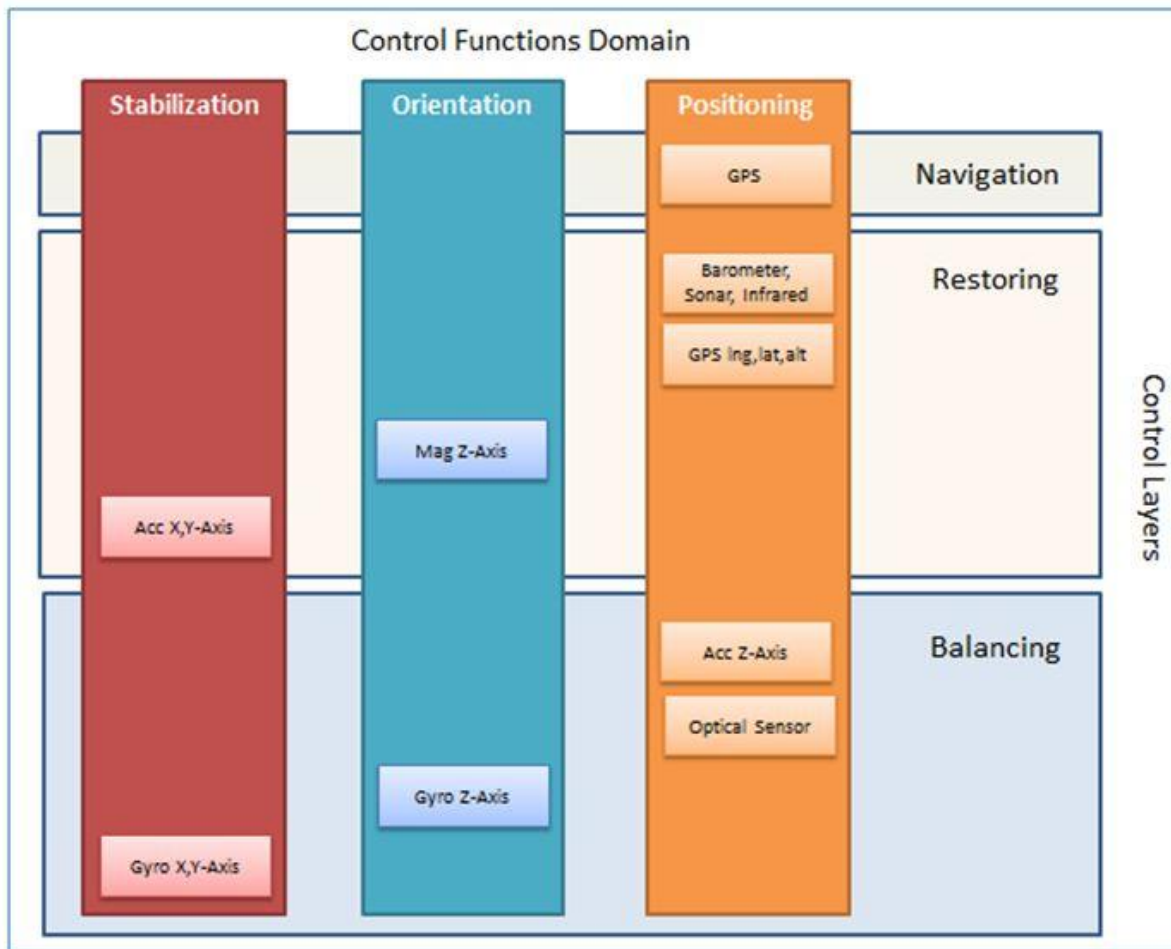 Control Functions Domain
Stabilization
Orientation
Positioning
GPS
Navigation
Barometer,
Sonar, Infrared
Restoring
GPS lng,lat,alt
Mag Z-Axis
Acc X,Y-Axis
Control Layers
Acc Z-Axis
Balancing
Optical Sensor
Gyro Z-Axis
Gyro X,Y-Axis